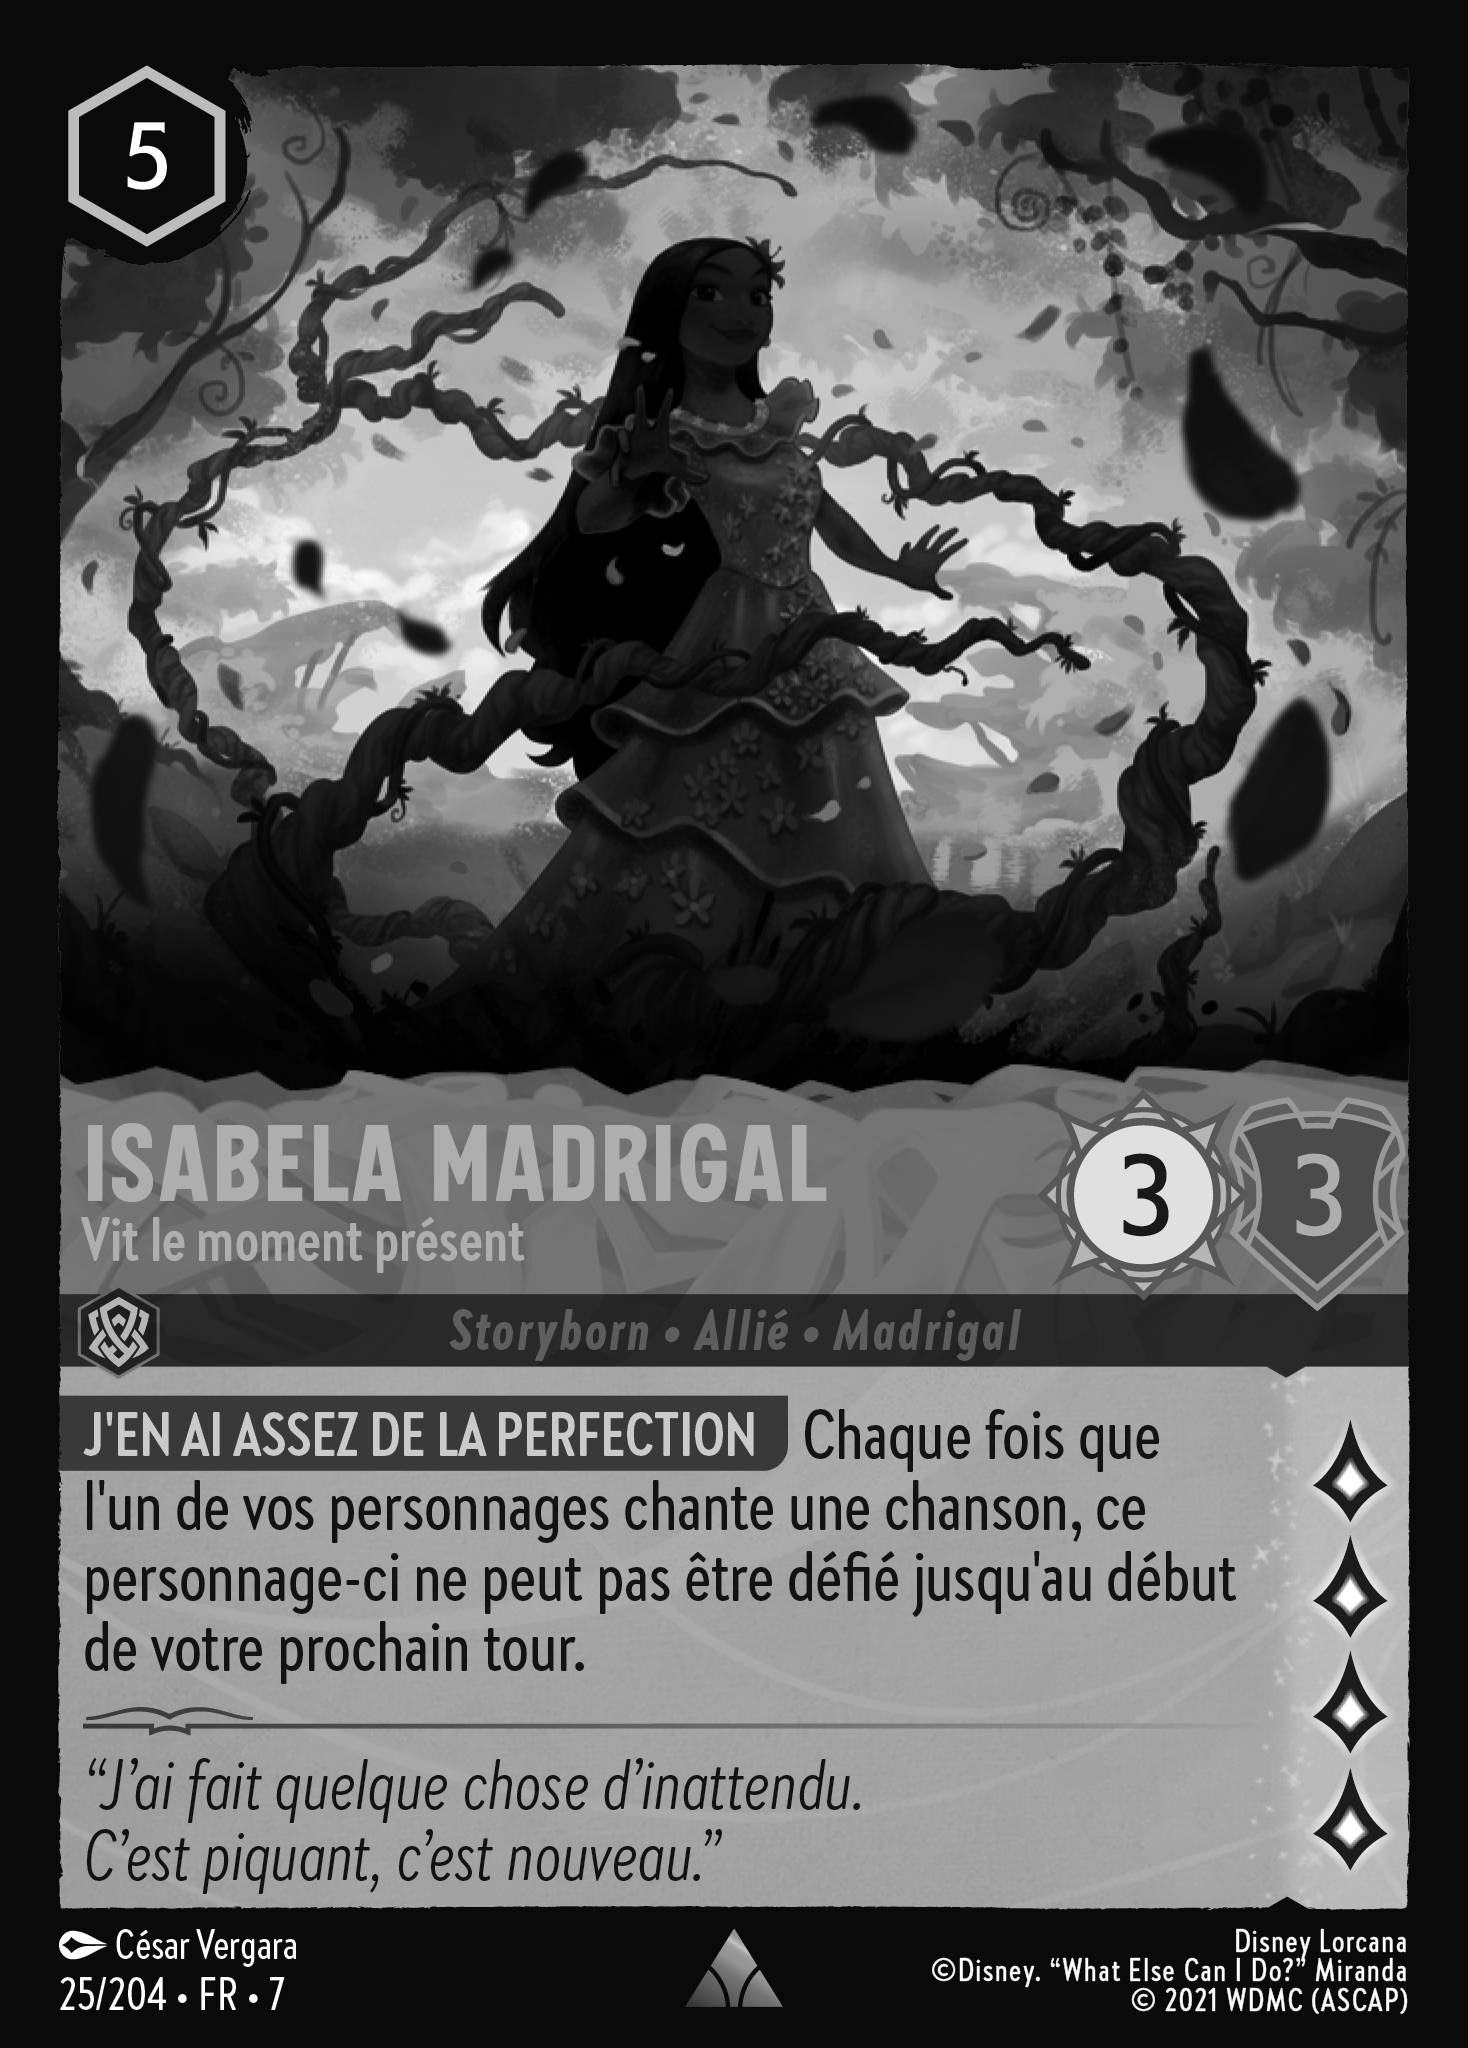 5
ISABELA MADRIGAL
Vit le moment présent
3
3
Storyborn • Allié • Madrigal
J'EN AI ASSEZ DE LA PERFECTION Chaque fois que
l'un de vos personnages chante une chanson, ce
personnage-ci ne peut pas être défié jusqu'au début
de votre prochain tour.
“J’ai fait quelque chose d’inattendu.
C’est piquant, c’est nouveau.”
César Vergara
25/204 • FR • 7
Disney Lorcana
©Disney. “What Else Can I Do?” Miranda
© 2021 WDMC (ASCAP)